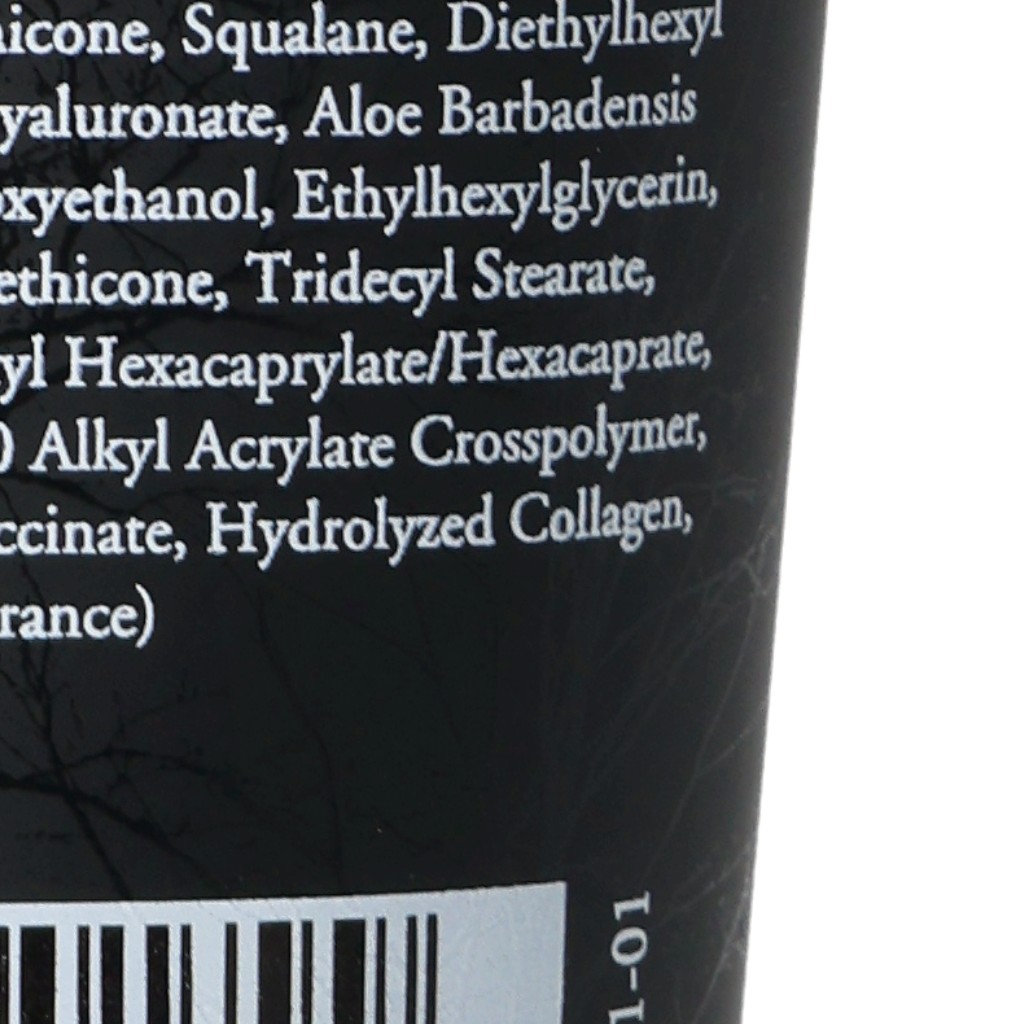 icone, Squalane, Diethylhexyl
yaluronate, Aloe Barbadensis
oxyethanol, Ethylhexylglycerin,
ethicone, Tridecyl Stearate,
yl Hexacaprylate/Hexacaprate,
) Alkyl Acrylate Crosspolymer,
ccinate, Hydrolyzed Collagen,
rance)
1-01